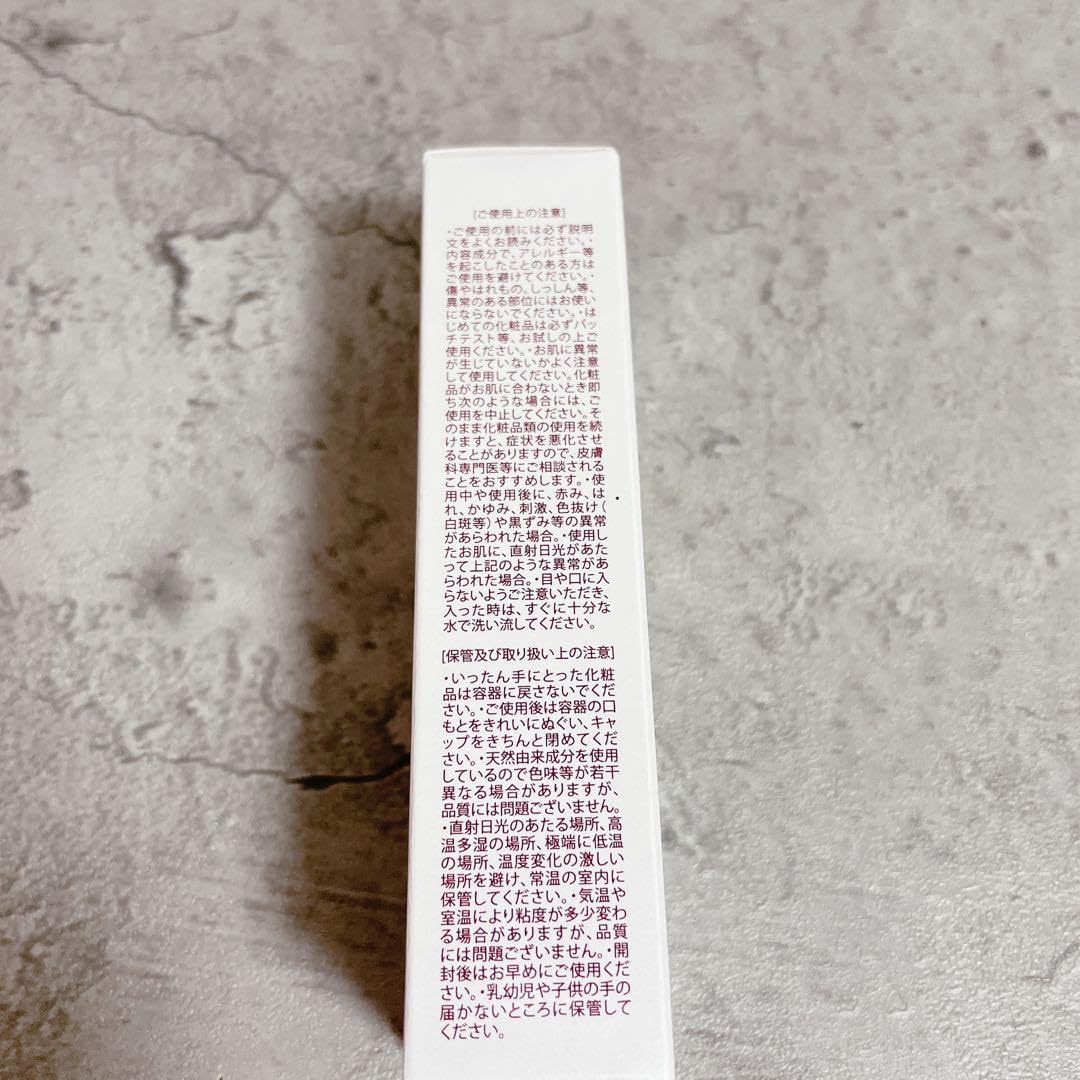 [ご使用上の注意]
・ご使用の前には必ず説明
文をよくお読みください。・
内容成分で、アレルギー等
を起こしたことのある方は
ご使用を避けてください。・
傷やはれもの、しっしん等、
異常のある部位にはお使い
にならないでください。・は
じめての化粧品は必ずパッ
チテスト等、お試しの上ご
使用ください。・お肌に異常
が生じていないかよく注意
して使用してください。化粧
品がお肌に合わないとき即
ち次のような場合には、ご
使用を中止してください。そ
のまま化粧品類の使用を続
けますと、症状を悪化させ
ることがありますので、皮膚
科専門医等にご相談される
ことをおすすめします。・使
用中や使用後に、赤み、は
れ、かゆみ、刺激、色抜け(
白斑等)や黒ずみ等の異常
があらわれた場合。・使用し
たお肌に、直射日光があた
って上記のような異常があ
らわれた場合。・目や口に入
らないようご注意いただき、
入った時は、すぐに十分な
水で洗い流してください。
[保管及び取り扱い上の注意]
・いったん手にとった化粧
品は容器に戻さないでくだ
さい。・ご使用後は容器の口
もとをきれいにぬぐい、キャ
ップをきちんと閉めてくだ
さい。・天然由来成分を使用
しているので色味等が若干
異なる場合がありますが、
品質には問題ございません。
・直射日光のあたる場所、高
温多湿の場所、極端に低温
の場所、温度変化の激しい
場所を避け、常温の室内に
保管してください。・気温や
室温により粘度が多少変わ
る場合がありますが、品質
には問題ございません。・開
封後はお早めにご使用くだ
さい。・乳幼児や子供の手の
届かないところに保管して
ください。